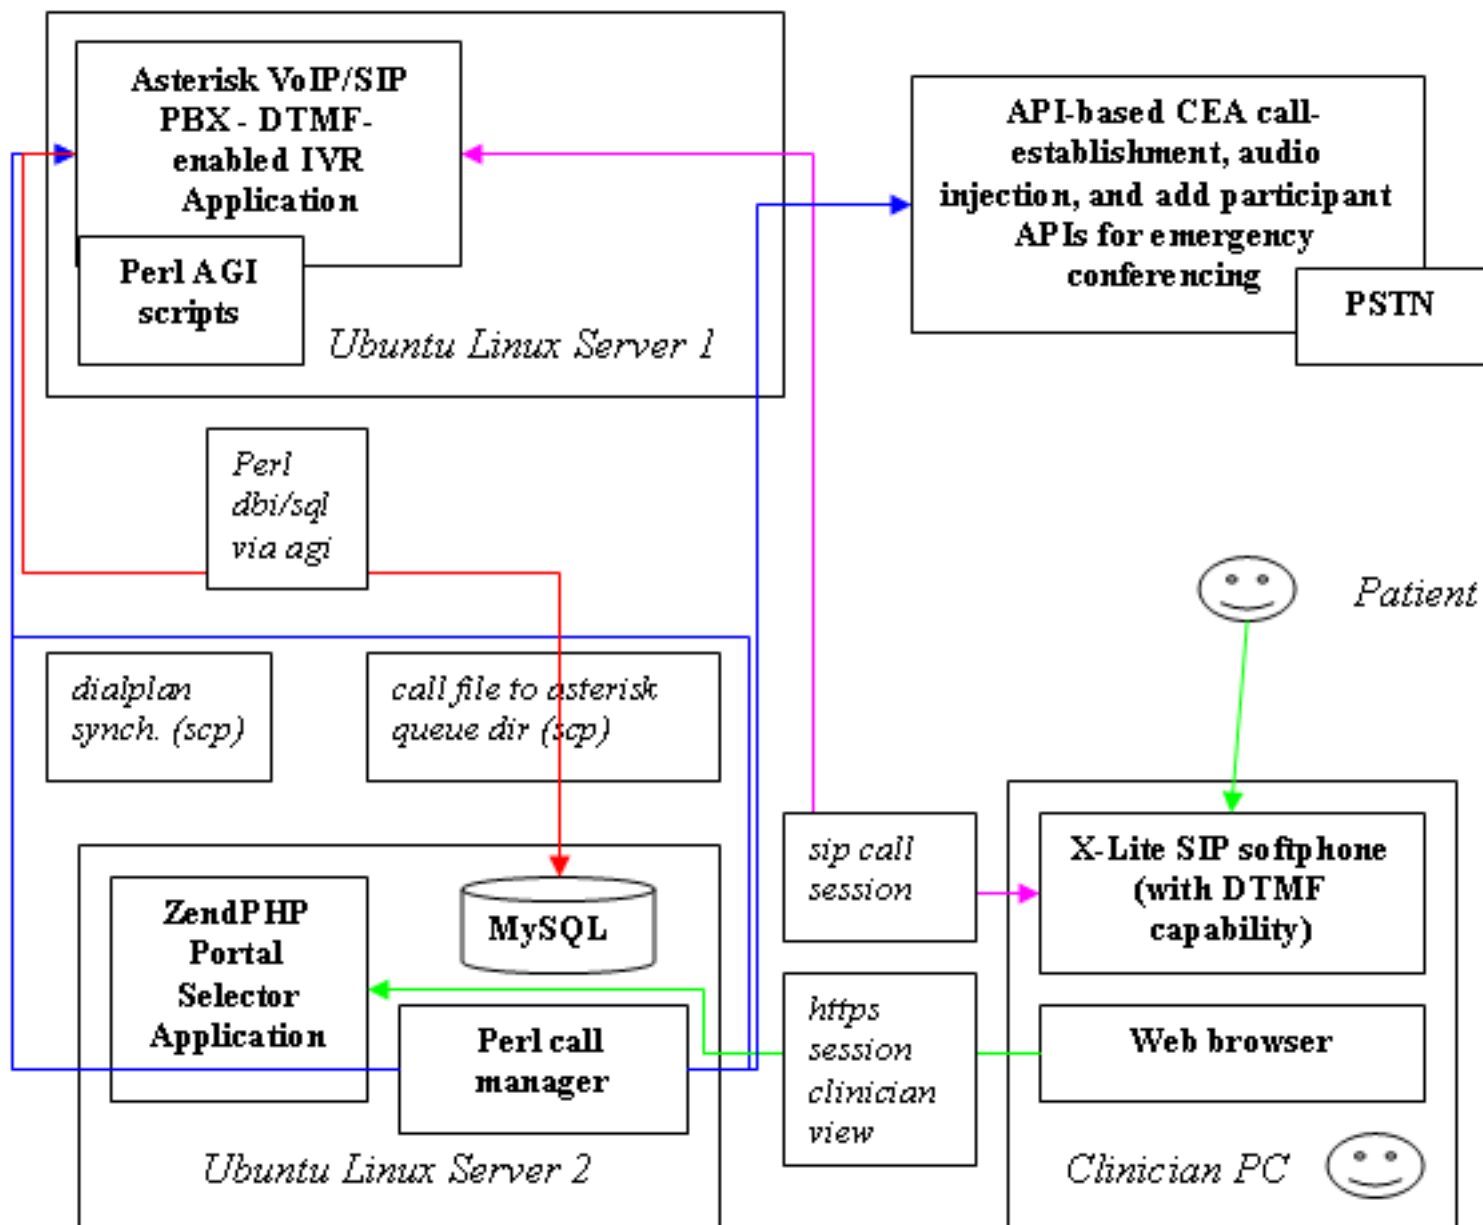 Asterisk VoIP/SIP
PBX - DTMF-
enabled IVR
Application
Perl AGI
scripts
Ubuntu Linux Server 1
API-based CEA call-
establishment, audio
injection, and add participant
APIs for emergency
conferencing
PSTN
Perl
dbi/sql
via agi
Patient
dialplan
synch. (scp)
call file to asterisk
queue dir (scp)
ZendPHP
Portal
Selector
Application
MySQL
Perl call
manager
Ubuntu Linux Server 2
sip call
session
https
session
clinician
view
X-Lite SIP softphone
(with DTMF
capability)
Web browser
Clinician PC